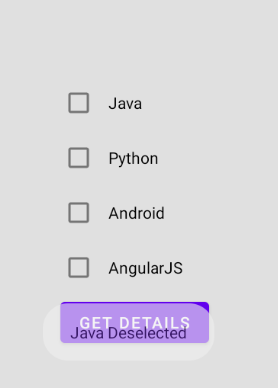 Java
Python
Android
AngularJS
GET DETAILS
Java Deselected